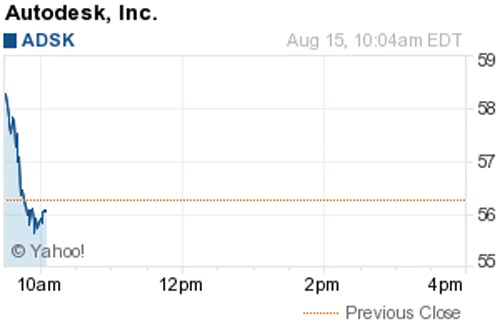 Autodesk, Inc.
ADSK Aug 15, 10:04am EDT
59
58
57
56
55
© Yahoo!
10am 12pm 2pm 4pm
Previous Close